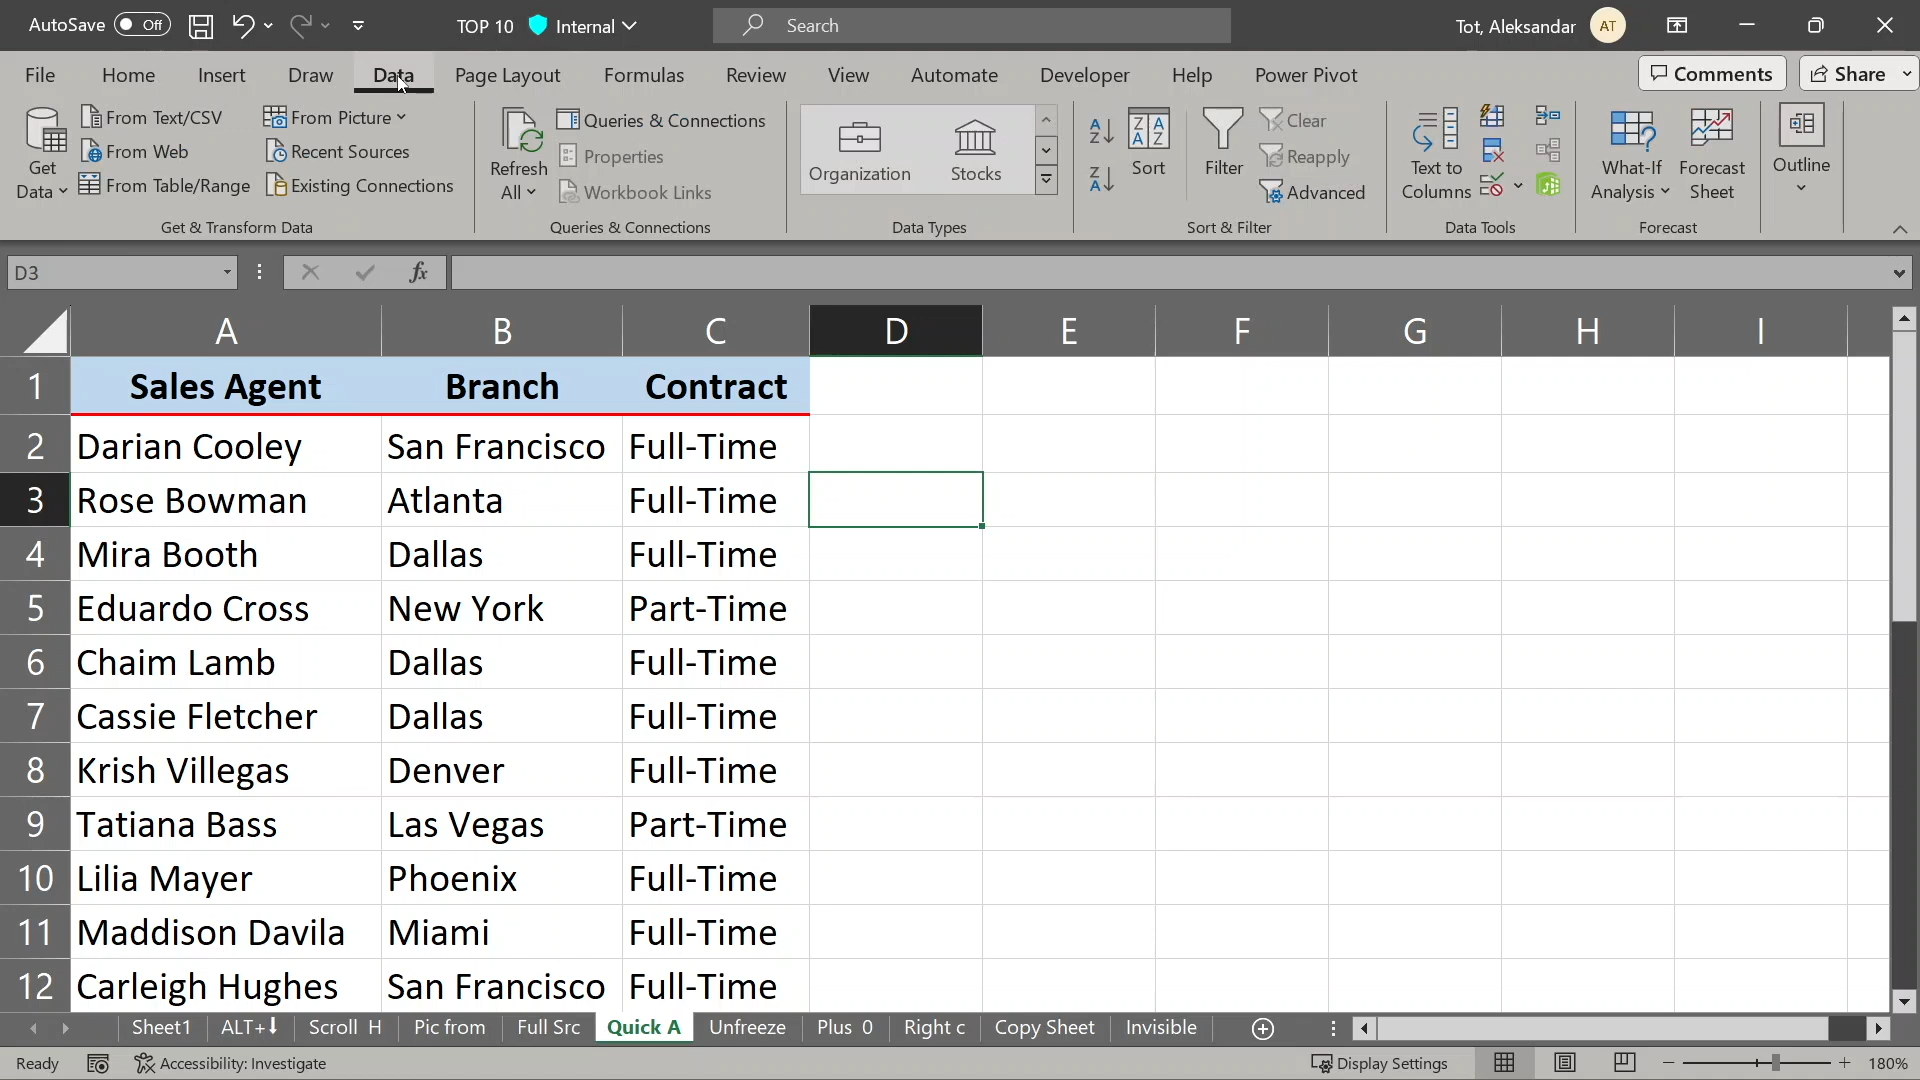 AutoSave Off TOP 10 Internal Search Tot, Aleksandar AT
File Home Insert Draw Data Page Layout Formulas Review View Automate Developer Help Power Pivot Comments Share
Get Data
From Text/CSV
From Web
From Table/Range
From Picture
Recent Sources
Existing Connections
Get & Transform Data
Refresh All
Queries & Connections
Properties
Workbook Links
Queries & Connections
Organization Stocks
Data Types
Sort
Filter
Clear
Reapply
Advanced
Sort & Filter
Text to
Columns
Data Tools
What-If
Analysis
Forecast
Sheet
Forecast
Outline
D3 fx
A B C D E F G H I
1 Sales Agent Branch Contract
2 Darian Cooley San Francisco Full-Time
3 Rose Bowman Atlanta Full-Time
4 Mira Booth Dallas Full-Time
5 Eduardo Cross New York Part-Time
6 Chaim Lamb Dallas Full-Time
7 Cassie Fletcher Dallas Full-Time
8 Krish Villegas Denver Full-Time
9 Tatiana Bass Las Vegas Part-Time
10 Lilia Mayer Phoenix Full-Time
11 Maddison Davila Miami Full-Time
12 Carleigh Hughes San Francisco Full-Time
Sheet1 ALT+↓ Scroll H Pic from Full Src Quick A Unfreeze Plus 0 Right c Copy Sheet Invisible
Ready Accessibility: Investigate Display Settings 180%